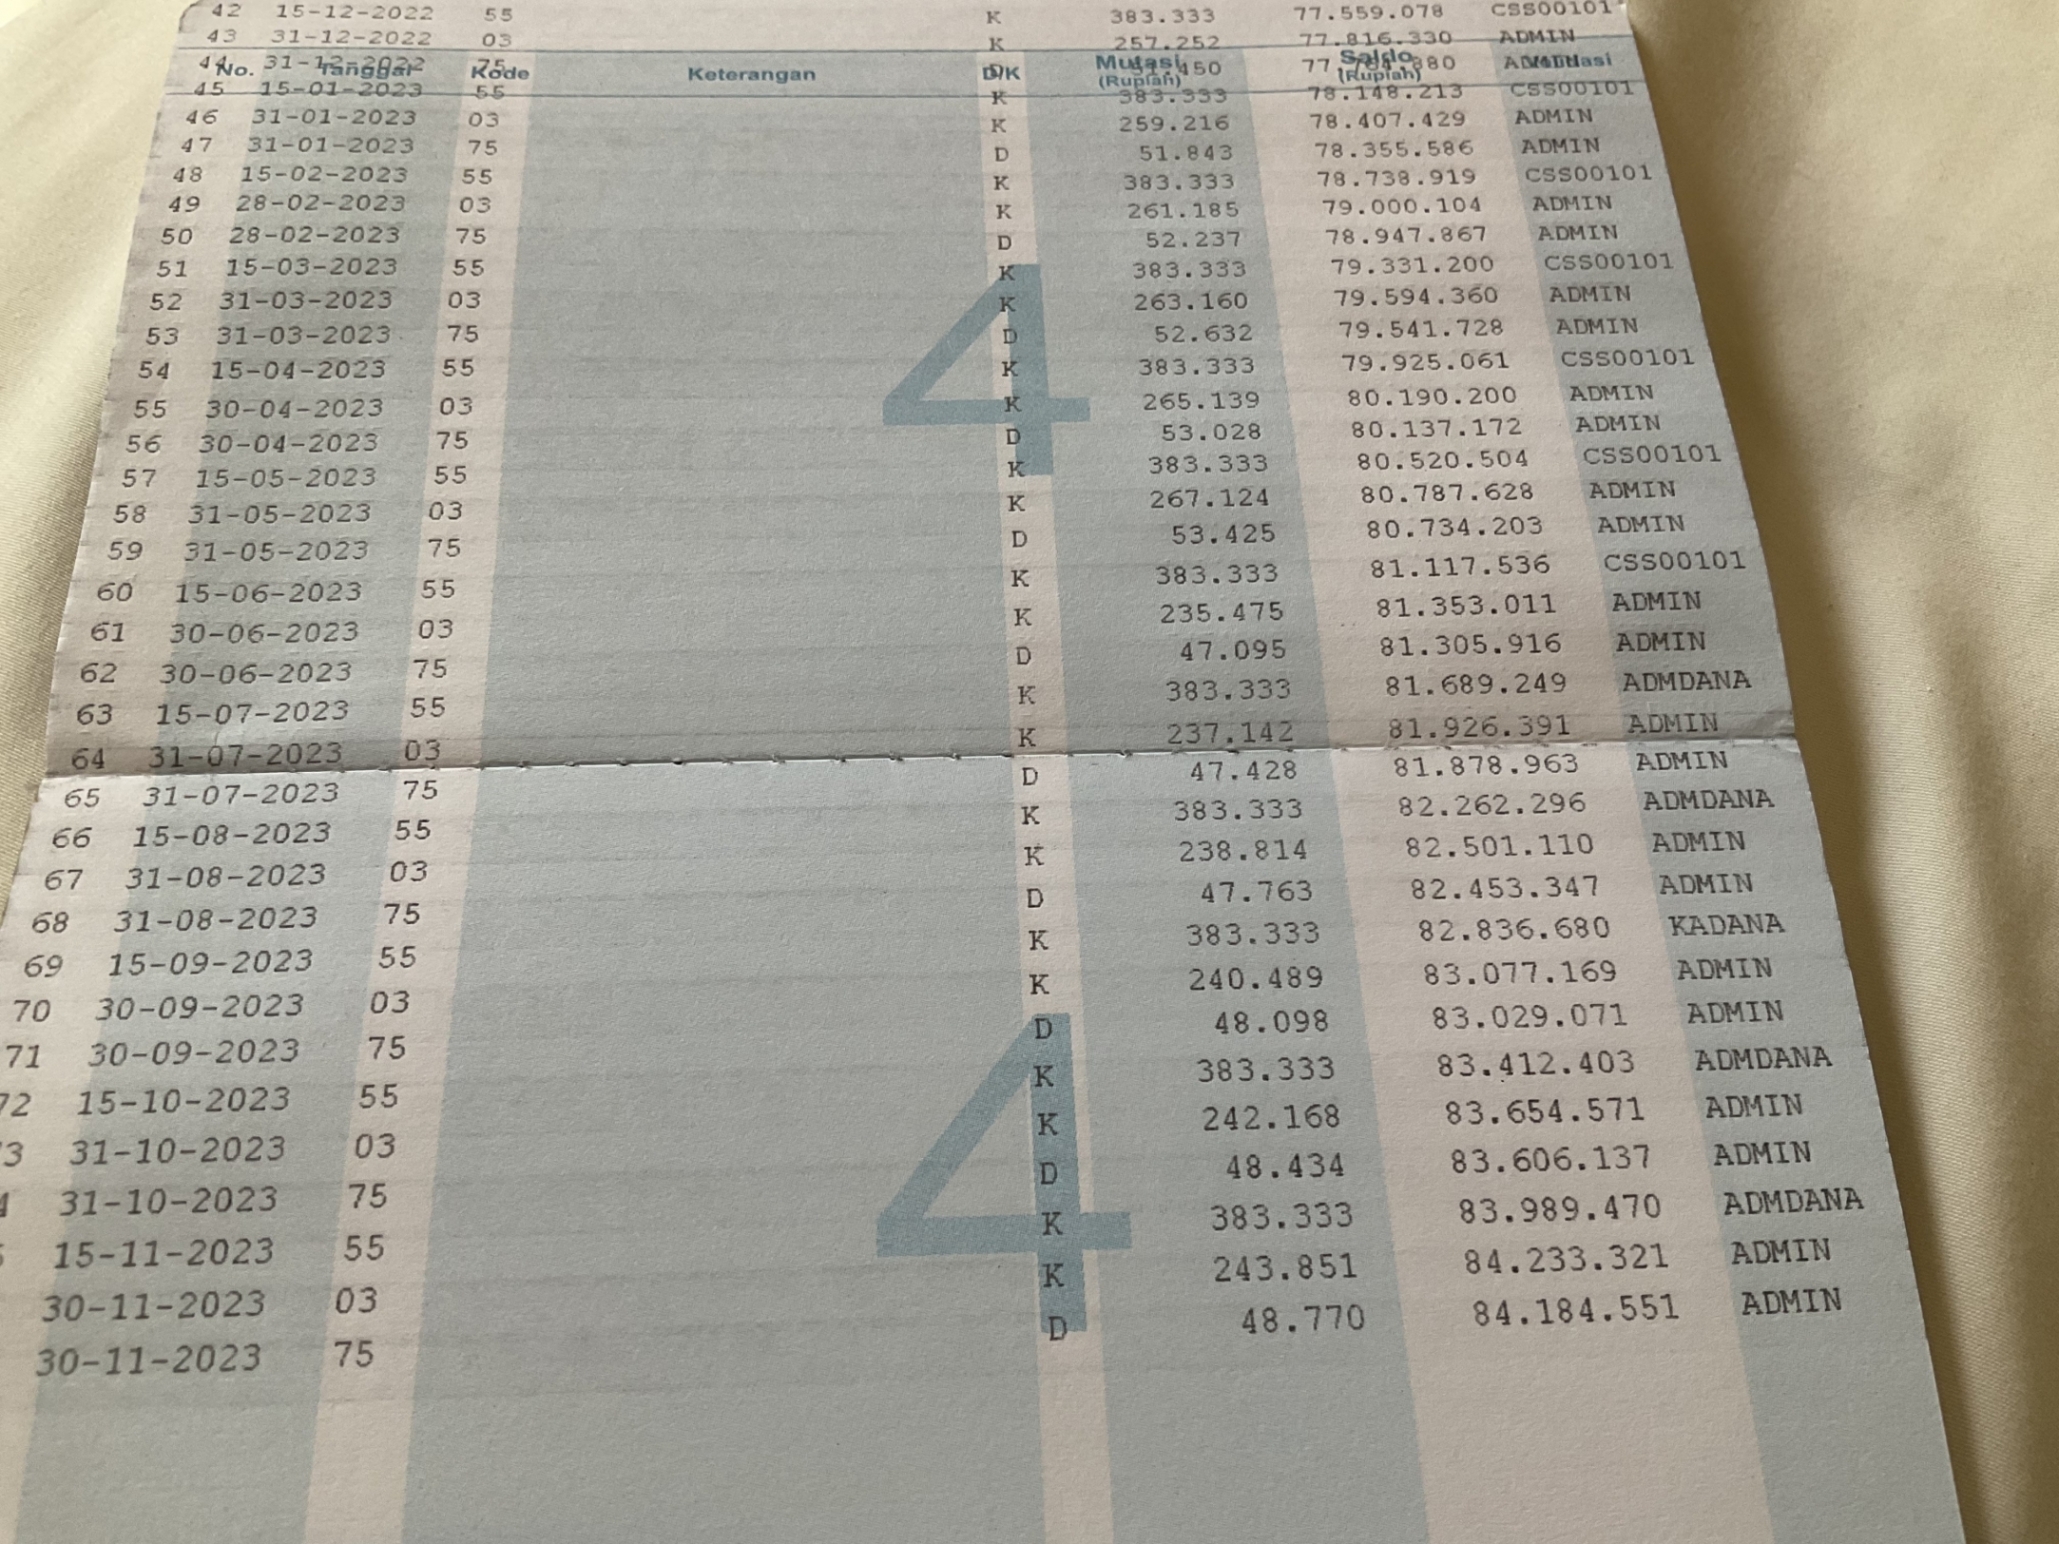 42 15-12-2022 55 K 383.333 77.559.078 CSS00101
43 31-12-2022 03 K 257.252 77.816.330 ADMIN
No. Tanggal Kode Keterangan D/K Mutasi (Rupiah) Saldo (Rupiah)
44 31-12-2022 75 D
45 15-01-2023 55 K 383.333 78.148.213 CSS00101
46 31-01-2023 03 K 259.216 78.407.429 ADMIN
47 31-01-2023 75 D 51.843 78.355.586 ADMIN
48 15-02-2023 55 K 383.333 78.738.919 CSS00101
49 28-02-2023 03 K 261.185 79.000.104 ADMIN
50 28-02-2023 75 D 52.237 78.947.867 ADMIN
51 15-03-2023 55 K 383.333 79.331.200 CSS00101
52 31-03-2023 03 K 263.160 79.594.360 ADMIN
53 31-03-2023 75 D 52.632 79.541.728 ADMIN
54 15-04-2023 55 K 383.333 79.925.061 CSS00101
55 30-04-2023 03 K 265.139 80.190.200 ADMIN
56 30-04-2023 75 D 53.028 80.137.172 ADMIN
57 15-05-2023 55 K 383.333 80.520.504 CSS00101
58 31-05-2023 03 K 267.124 80.787.628 ADMIN
59 31-05-2023 75 D 53.425 80.734.203 ADMIN
60 15-06-2023 55 K 383.333 81.117.536 CSS00101
61 30-06-2023 03 K 235.475 81.353.011 ADMIN
62 30-06-2023 75 D 47.095 81.305.916 ADMIN
63 15-07-2023 55 K 383.333 81.689.249 ADMDANA
64 31-07-2023 03 K 237.142 81.926.391 ADMIN
65 31-07-2023 75 D 47.428 81.878.963 ADMIN
66 15-08-2023 55 K 383.333 82.262.296 ADMDANA
67 31-08-2023 03 K 238.814 82.501.110 ADMIN
68 31-08-2023 75 D 47.763 82.453.347 ADMIN
69 15-09-2023 55 K 383.333 82.836.680 KADANA
70 30-09-2023 03 K 240.489 83.077.169 ADMIN
71 30-09-2023 75 D 48.098 83.029.071 ADMIN
72 15-10-2023 55 K 383.333 83.412.403 ADMDANA
3 31-10-2023 03 K 242.168 83.654.571 ADMIN
31-10-2023 75 D 48.434 83.606.137 ADMIN
15-11-2023 55 K 383.333 83.989.470 ADMDANA
30-11-2023 03 K 243.851 84.233.321 ADMIN
30-11-2023 75 D 48.770 84.184.551 ADMIN
4
4